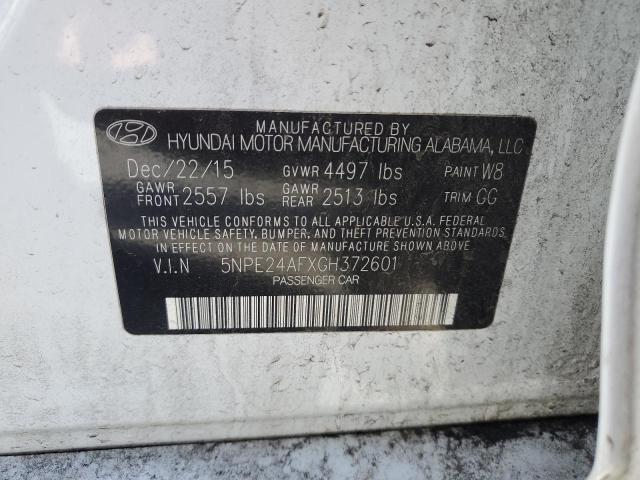 MANUFACTURED BY
HYUNDAI MOTOR MANUFACTURING ALABAMA, LLC
Dec/22/15 GVWR 4497 lbs PAINT W8
GAWR FRONT 2557 lbs GAWR REAR 2513 lbs TRIM GG
THIS VEHICLE CONFORMS TO ALL APPLICABLE U.S.A. FEDERAL
MOTOR VEHICLE SAFETY, BUMPER, AND THEFT PREVENTION STANDARDS
IN EFFECT ON THE DATE OF MANUFACTURE SHOWN ABOVE.
V.I.N 5NPE24AFXGH372601
PASSENGER CAR